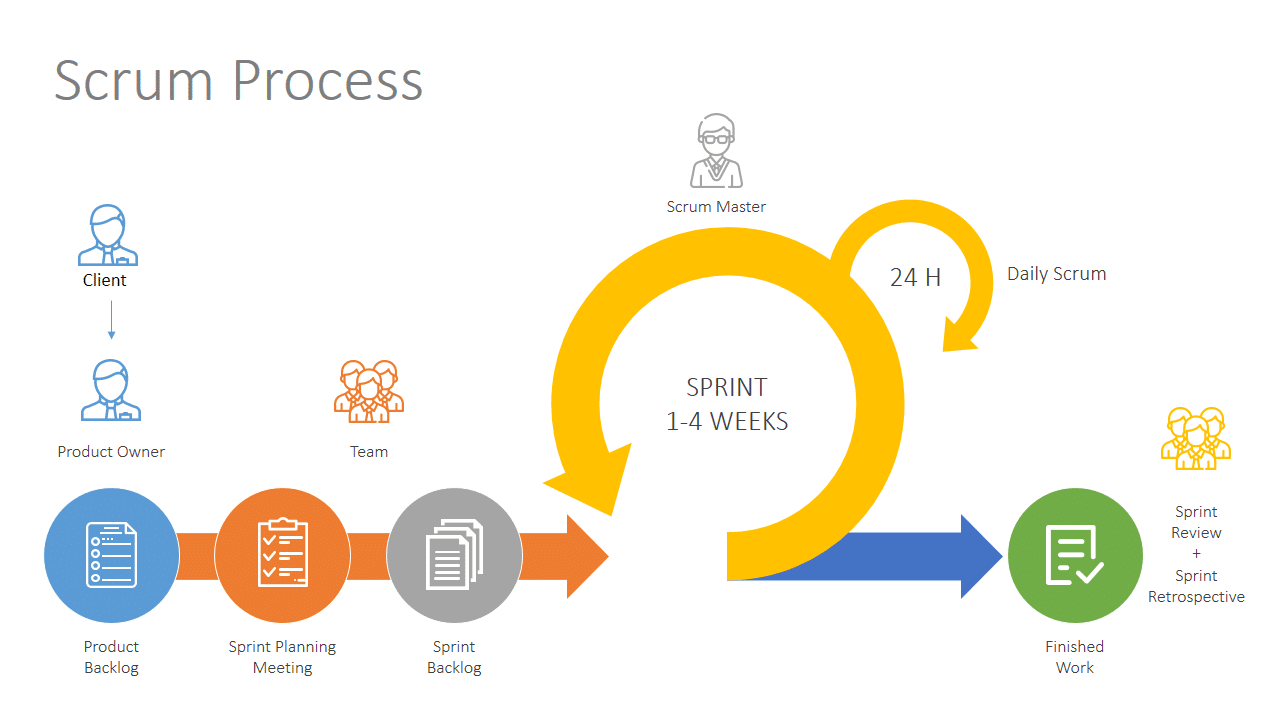 Scrum Process
Scrum Master
Client
24 H
Daily Scrum
SPRINT
1-4 WEEKS
Product Owner
Team
Sprint
Review
+
Sprint
Retrospective
Product
Backlog
Sprint Planning
Meeting
Sprint
Backlog
Finished
Work